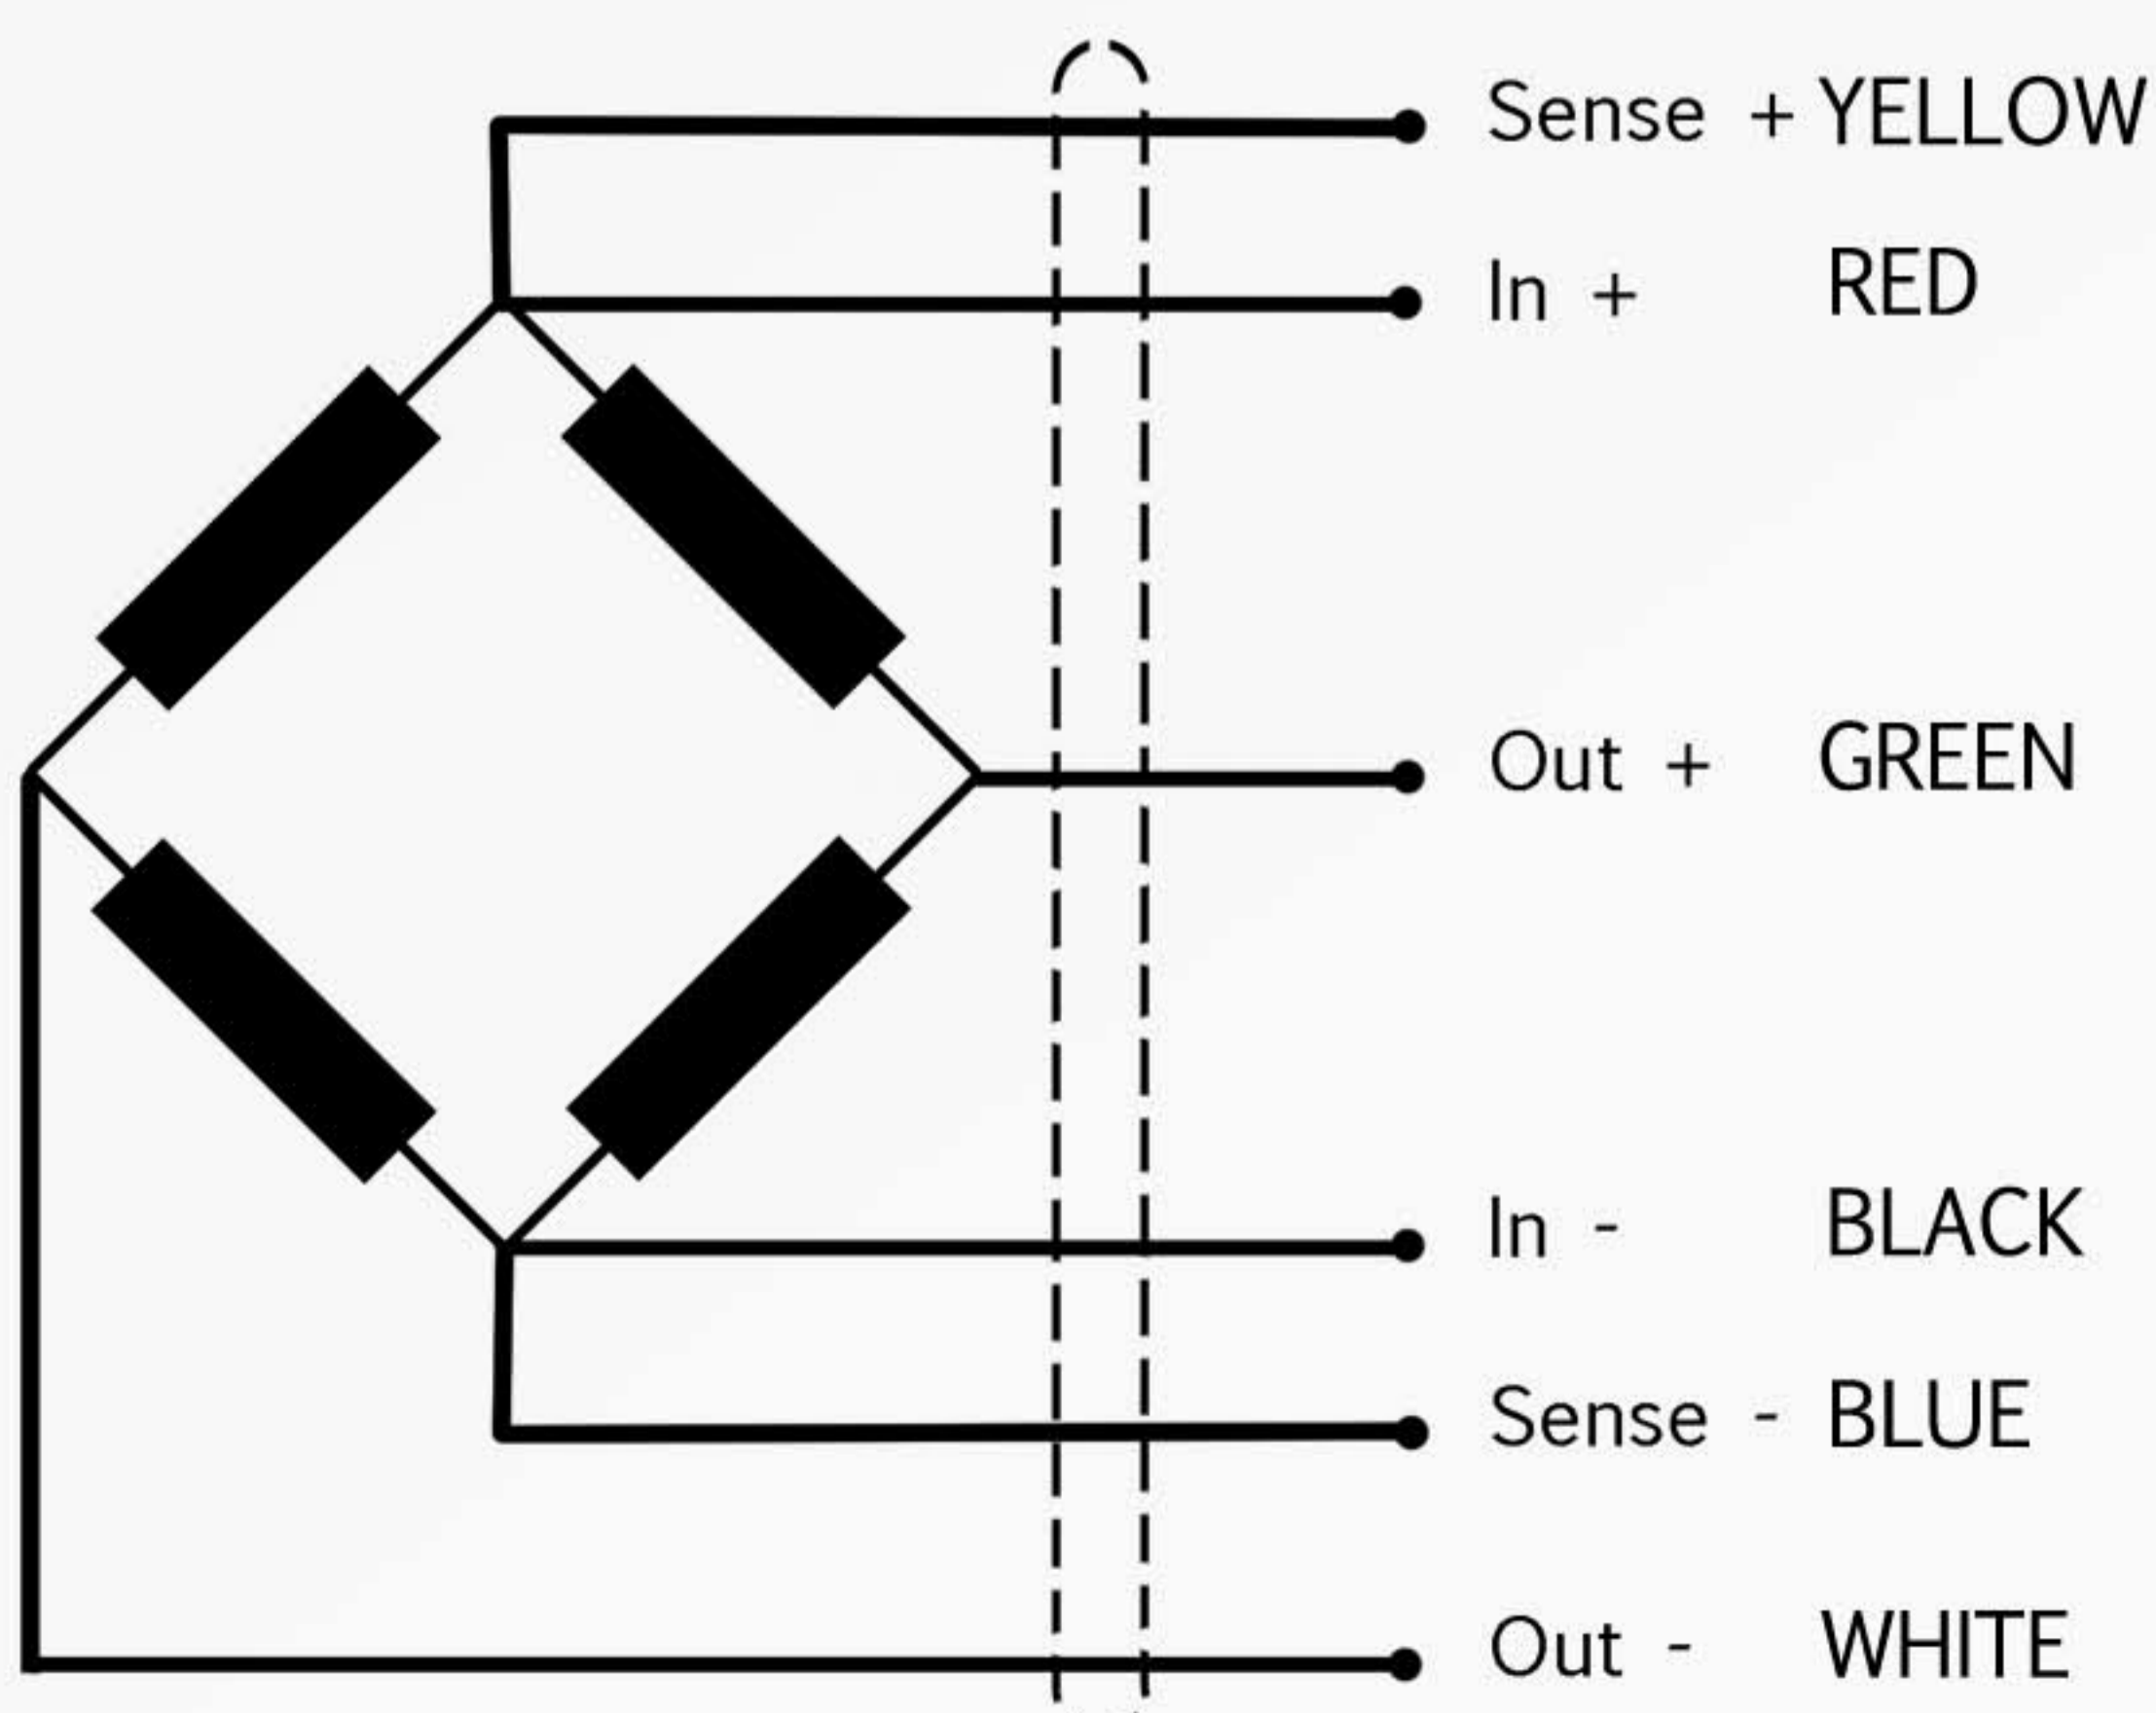 Sense + YELLOW
In + RED
Out + GREEN
In - BLACK
Sense - BLUE
Out - WHITE